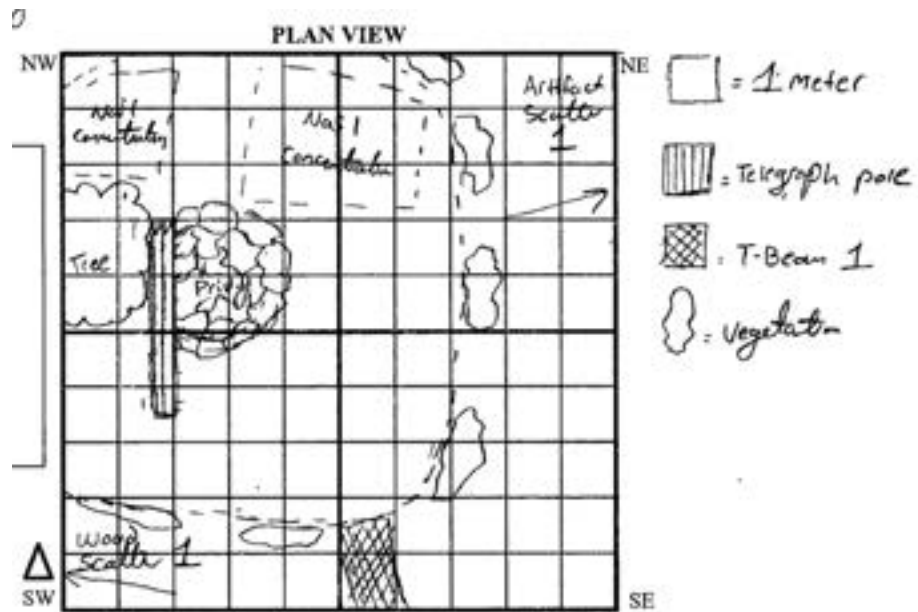 PLAN VIEW
NW
NE
Nail
Concentration
Nail
Concentration
Artifact
Scatter
1
Tree
Privy
Wood
Scatter 1
SW
SE
= 1 meter
= Telegraph pole
= T-Beam 1
= Vegetation